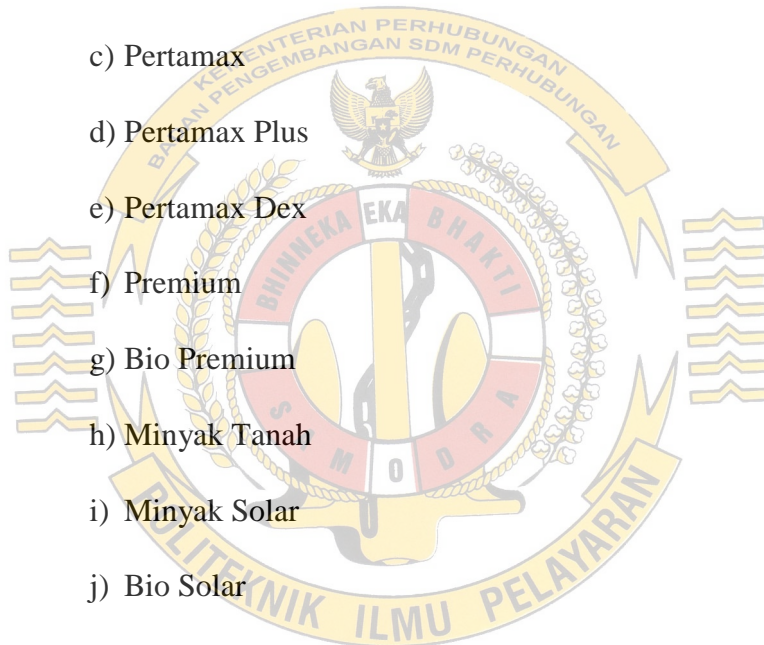 KEMENTERIAN PERHUBUNGAN
BADAN PENGEMBANGAN SDM PERHUBUNGAN
c) Pertamax
d) Pertamax Plus
e) Pertamax Dex
BHINNEKA EKA BHAKTI
f) Premium
g) Bio Premium
h) Minyak Tanah
SAMODRA
i) Minyak Solar
j) Bio Solar
POLITEKNIK ILMU PELAYARAN